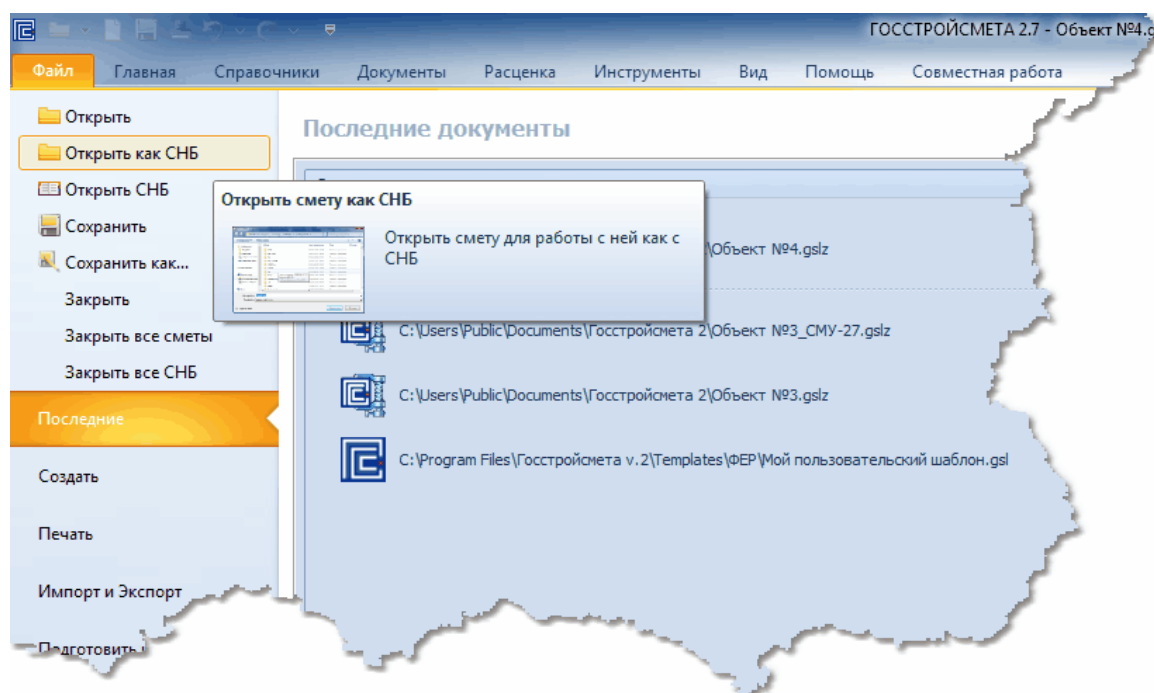 ГОССТРОЙСМЕТА 2.7 - Объект №4.g
Файл Главная Справочники Документы Расценка Инструменты Вид Помощь Совместная работа
Открыть
Открыть как СНБ
Открыть СНБ
Сохранить
Сохранить как...
Закрыть
Закрыть все сметы
Закрыть все СНБ
Последние
Создать
Печать
Импорт и Экспорт
Подготовить
Последние документы
Открыть смету как СНБ
Открыть смету для работы с ней как с
СНБ
\Объект №4.gslz
C:\Users\Public\Documents\Госстройсмета 2\Объект №3_СМУ-27.gslz
C:\Users\Public\Documents\Госстройсмета 2\Объект №3.gslz
C:\Program Files\Госстройсмета v.2\Templates\ФЕР\Мой пользовательский шаблон.gsl